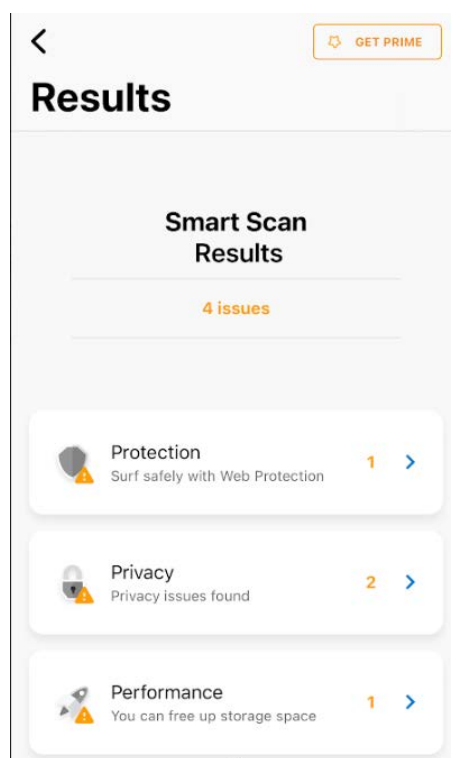 GET PRIME
Results
Smart Scan
Results
4 issues
Protection
Surf safely with Web Protection
1
Privacy
Privacy issues found
2
Performance
You can free up storage space
1